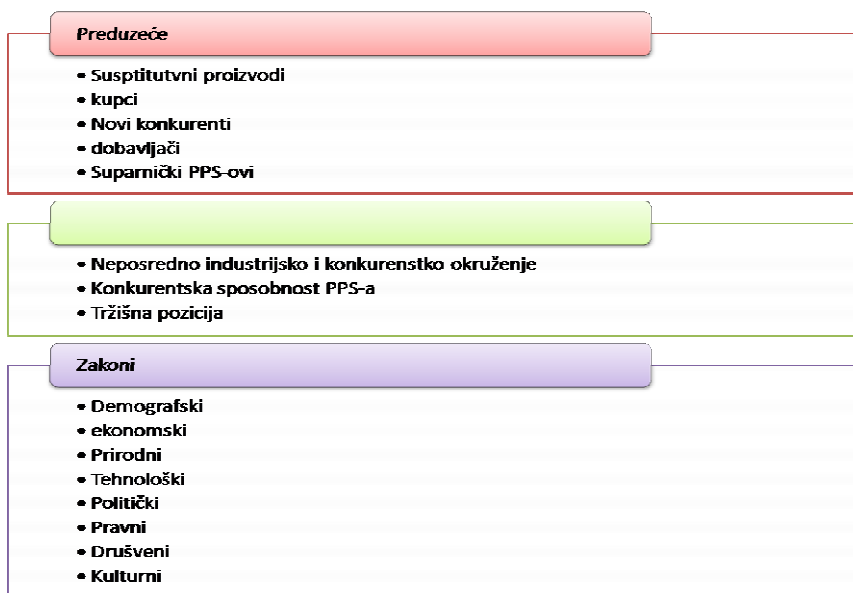 Preduzeće
• Susptitutvni proizvodi
• kupci
• Novi konkurenti
• dobavljači
• Suparnički PPS-ovi
• Neposredno industrijsko i konkurenstko okruženje
• Konkurentska sposobnost PPS-a
• Tržišna pozicija
Zakoni
• Demografski
• ekonomski
• Prirodni
• Tehnološki
• Politički
• Pravni
• Drušveni
• Kulturni